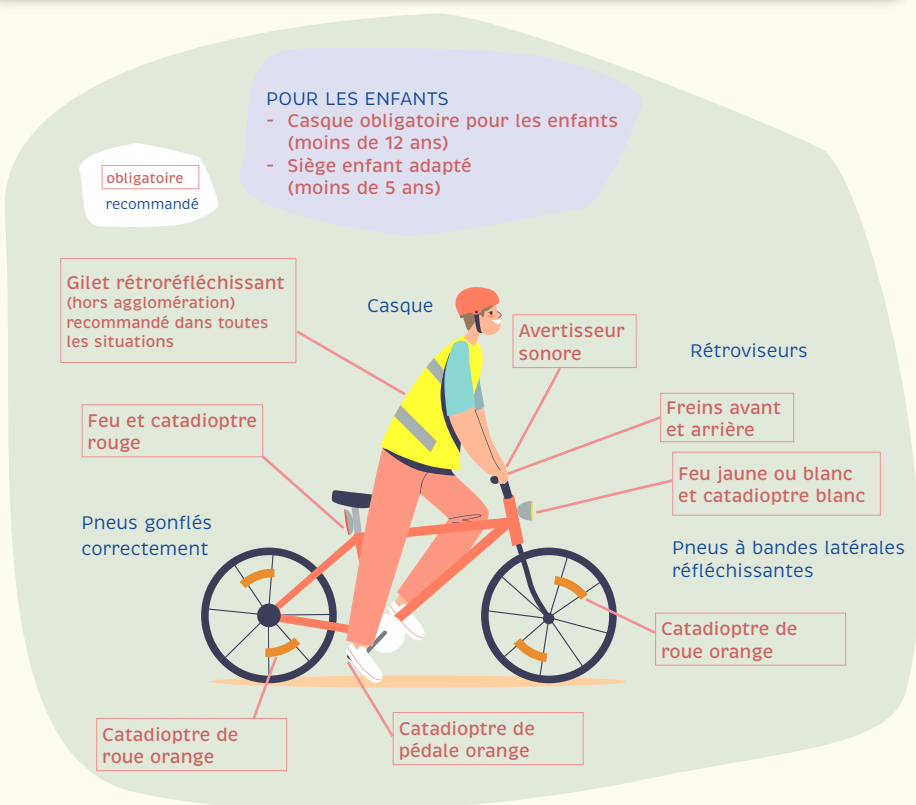 POUR LES ENFANTS
- Casque obligatoire pour les enfants
(moins de 12 ans)
- Siège enfant adapté
(moins de 5 ans)
obligatoire
recommandé
Gilet rétroréfléchissant
(hors agglomération)
recommandé dans toutes
les situations
Casque
Avertisseur
sonore
Rétroviseurs
Freins avant
et arrière
Feu et catadioptre
rouge
Feu jaune ou blanc
et catadioptre blanc
Pneus gonflés
correctement
Pneus à bandes latérales
réfléchissantes
Catadioptre de
roue orange
Catadioptre de
roue orange
Catadioptre de
pédale orange